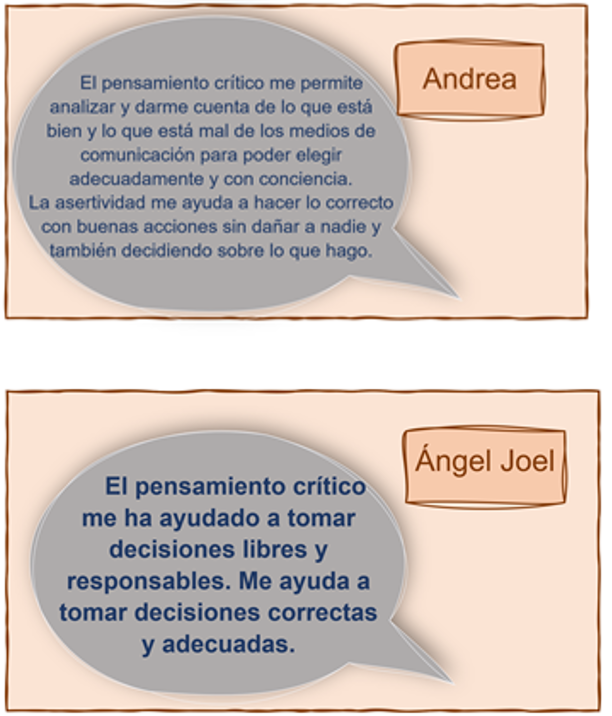 El pensamiento crítico me permite
analizar y darme cuenta de lo que está
bien y lo que está mal de los medios de
comunicación para poder elegir
adecuadamente y con conciencia.
La asertividad me ayuda a hacer lo correcto
con buenas acciones sin dañar a nadie y
también decidiendo sobre lo que hago.
Andrea
El pensamiento crítico
me ha ayudado a tomar
decisiones libres y
responsables. Me ayuda a
tomar decisiones correctas
y adecuadas.
Ángel Joel